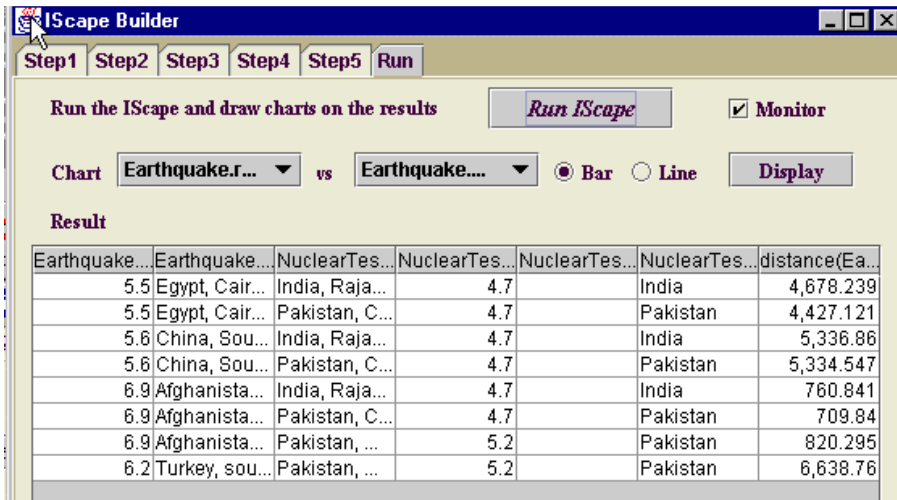 IScape Builder
Step1 Step2 Step3 Step4 Step5 Run
Run the IScape and draw charts on the results Run IScape Monitor
Chart Earthquake.r... vs Earthquake.... Bar Line Display
Result
Earthquake.... Earthquake.... NuclearTes... NuclearTes... NuclearTes... NuclearTes... distance(Ea...
5.5 Egypt, Cair... India, Raja... 4.7 India 4,678.239
5.5 Egypt, Cair... Pakistan, C... 4.7 Pakistan 4,427.121
5.6 China, Sou... India, Raja... 4.7 India 5,336.86
5.6 China, Sou... Pakistan, C... 4.7 Pakistan 5,334.547
6.9 Afghanista... India, Raja... 4.7 India 760.841
6.9 Afghanista... Pakistan, C... 4.7 Pakistan 709.84
6.9 Afghanista... Pakistan, ... 5.2 Pakistan 820.295
6.2 Turkey, sou... Pakistan, ... 5.2 Pakistan 6,638.76